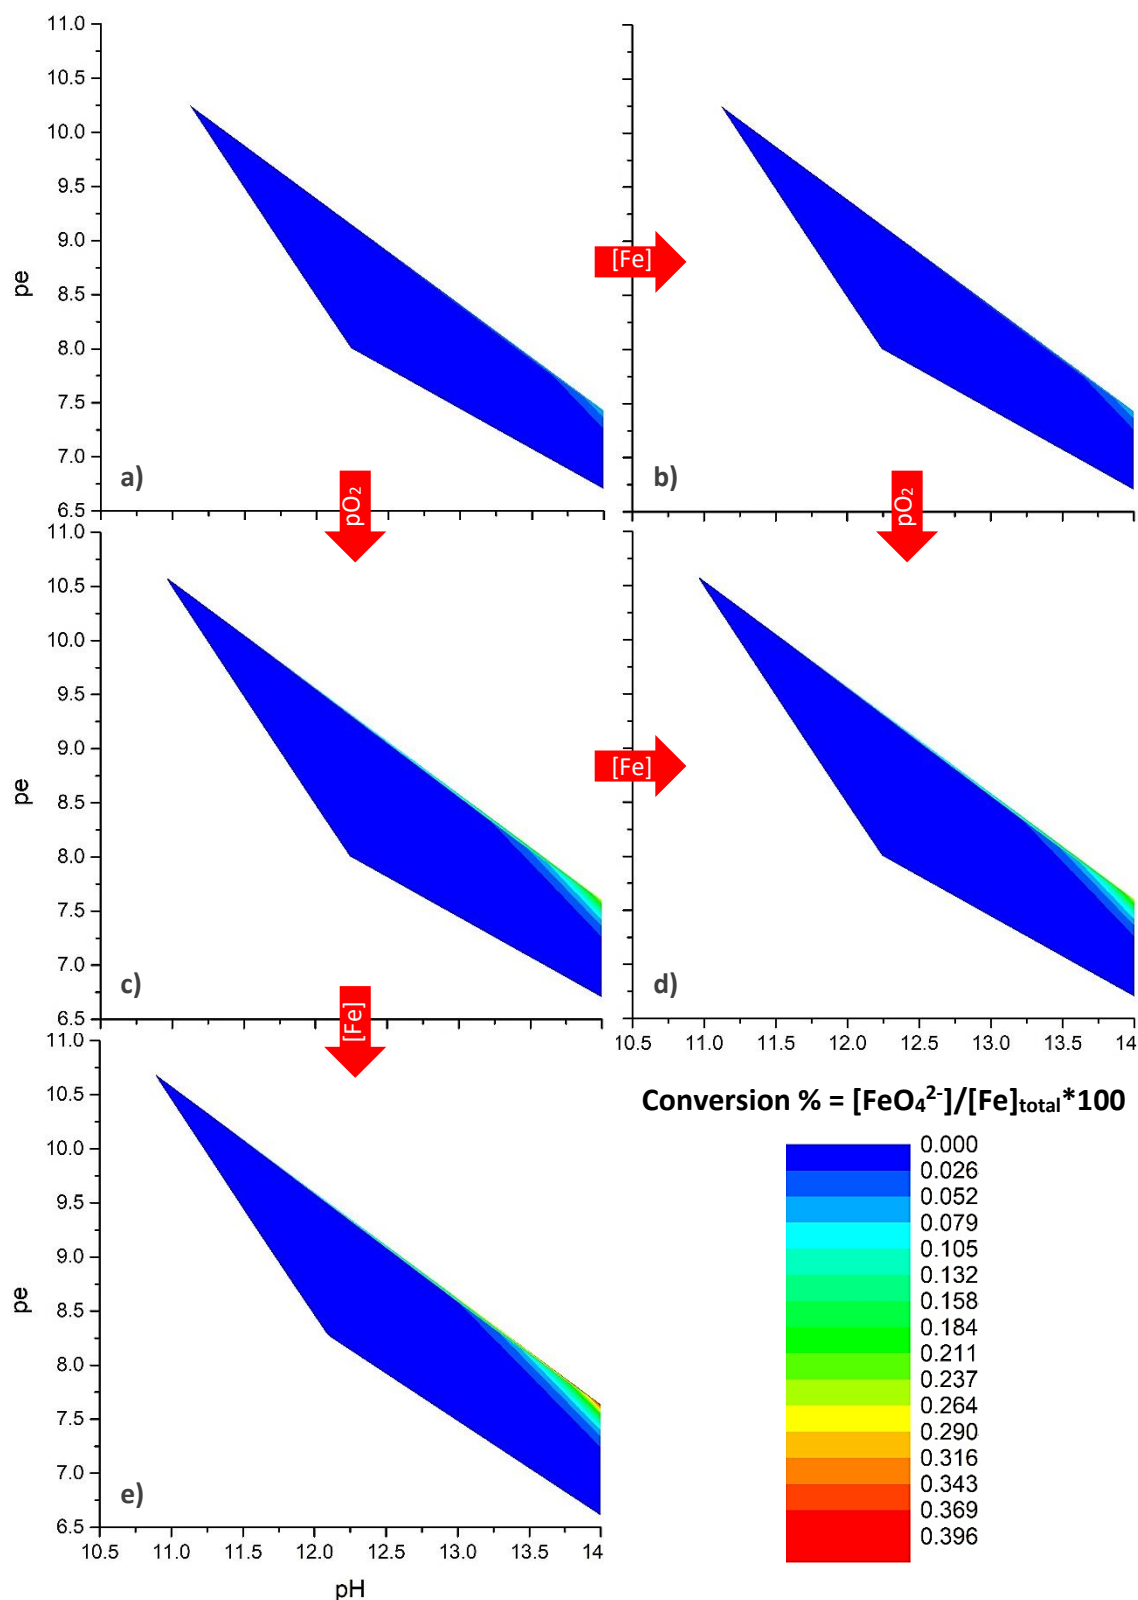 11.0
10.5
10.0
9.5
9.0
8.5
8.0
7.5
7.0
6.5
pe
a)
[Fe]
b)
pO₂
pO₂
11.0
10.5
10.0
9.5
9.0
8.5
8.0
7.5
7.0
6.5
pe
c)
[Fe]
d)
[Fe]
10.5 11.0 11.5 12.0 12.5 13.0 13.5 14
11.0
10.5
10.0
9.5
9.0
8.5
8.0
7.5
7.0
6.5
pe
e)
10.5 11.0 11.5 12.0 12.5 13.0 13.5 14
pH
Conversion % = [FeO₄²⁻]/[Fe]total*100
0.000
0.026
0.052
0.079
0.105
0.132
0.158
0.184
0.211
0.237
0.264
0.290
0.316
0.343
0.369
0.396